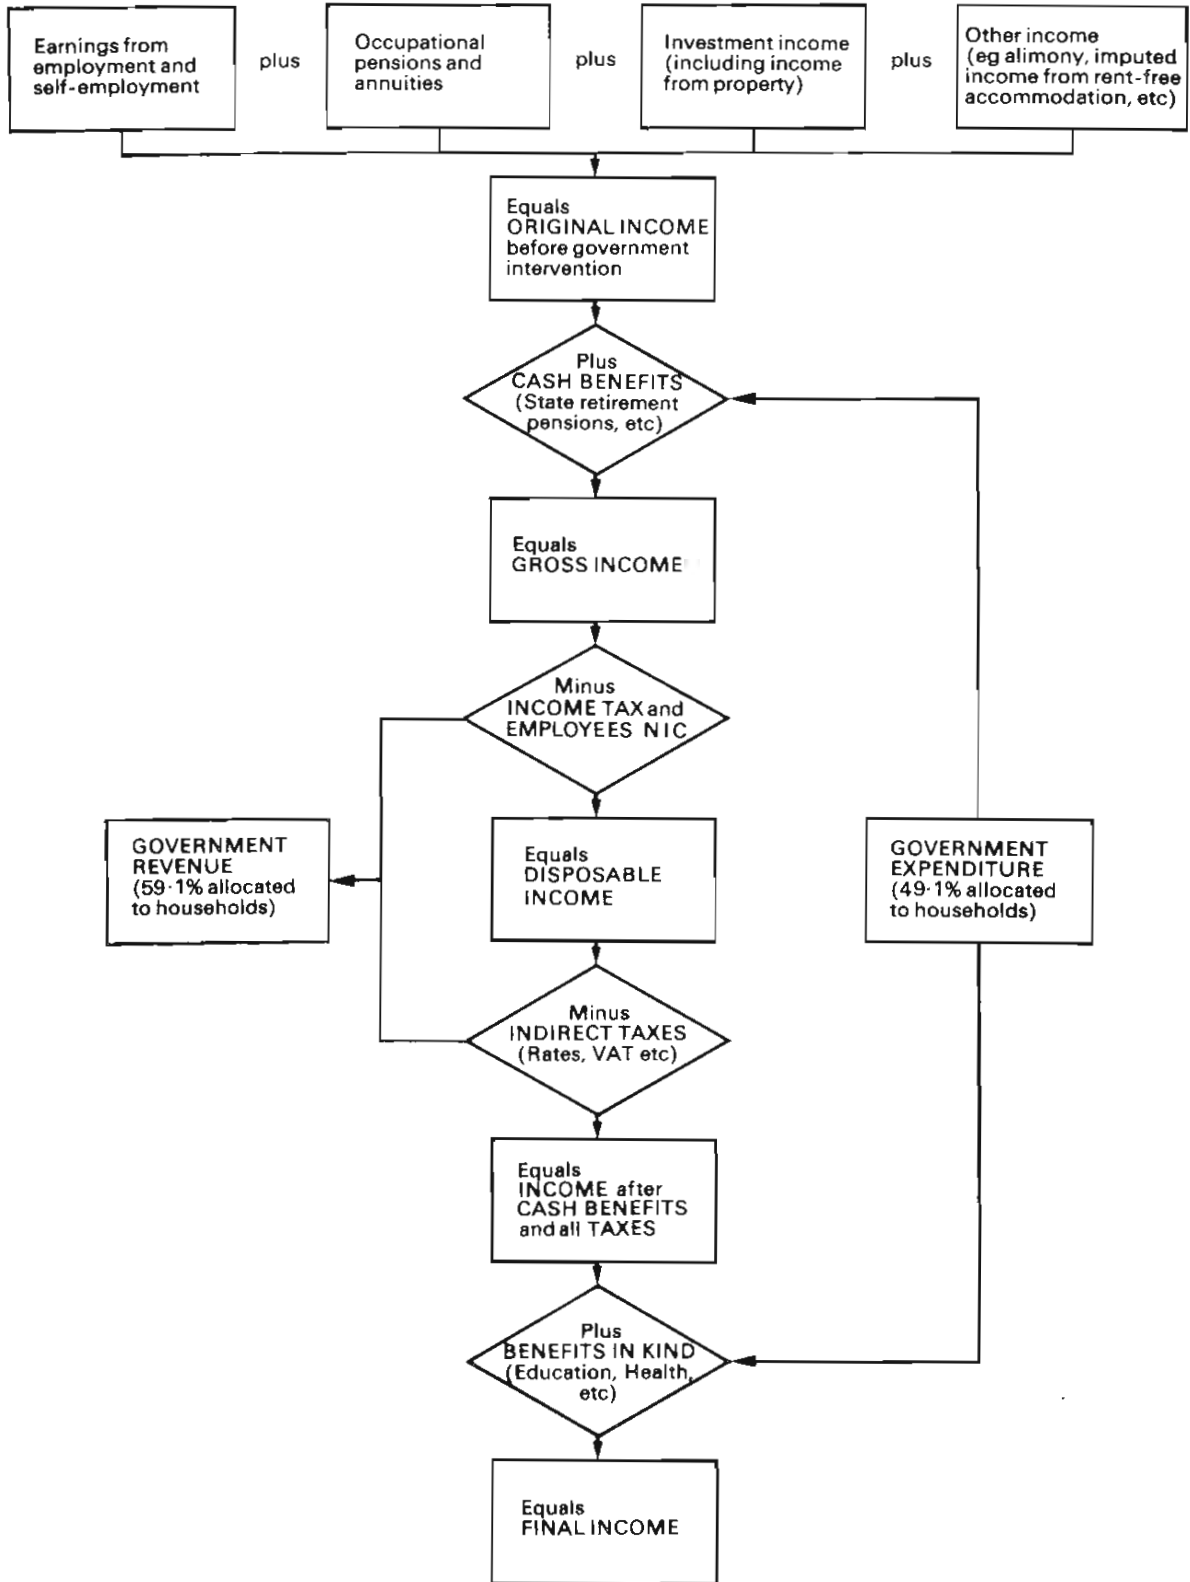 Earnings from
employment and
self-employment
plus
Occupational
pensions and
annuities
plus
Investment income
(including income
from property)
plus
Other income
(eg alimony, imputed
income from rent-free
accommodation, etc)
Equals
ORIGINAL INCOME
before government
intervention
Plus
CASH BENEFITS
(State retirement
pensions, etc)
Equals
GROSS INCOME
Minus
INCOME TAX and
EMPLOYEES NIC
GOVERNMENT
REVENUE
(59·1% allocated
to households)
Equals
DISPOSABLE
INCOME
GOVERNMENT
EXPENDITURE
(49·1% allocated
to households)
Minus
INDIRECT TAXES
(Rates, VAT etc)
Equals
INCOME after
CASH BENEFITS
and all TAXES
Plus
BENEFITS IN KIND
(Education, Health,
etc)
Equals
FINAL INCOME